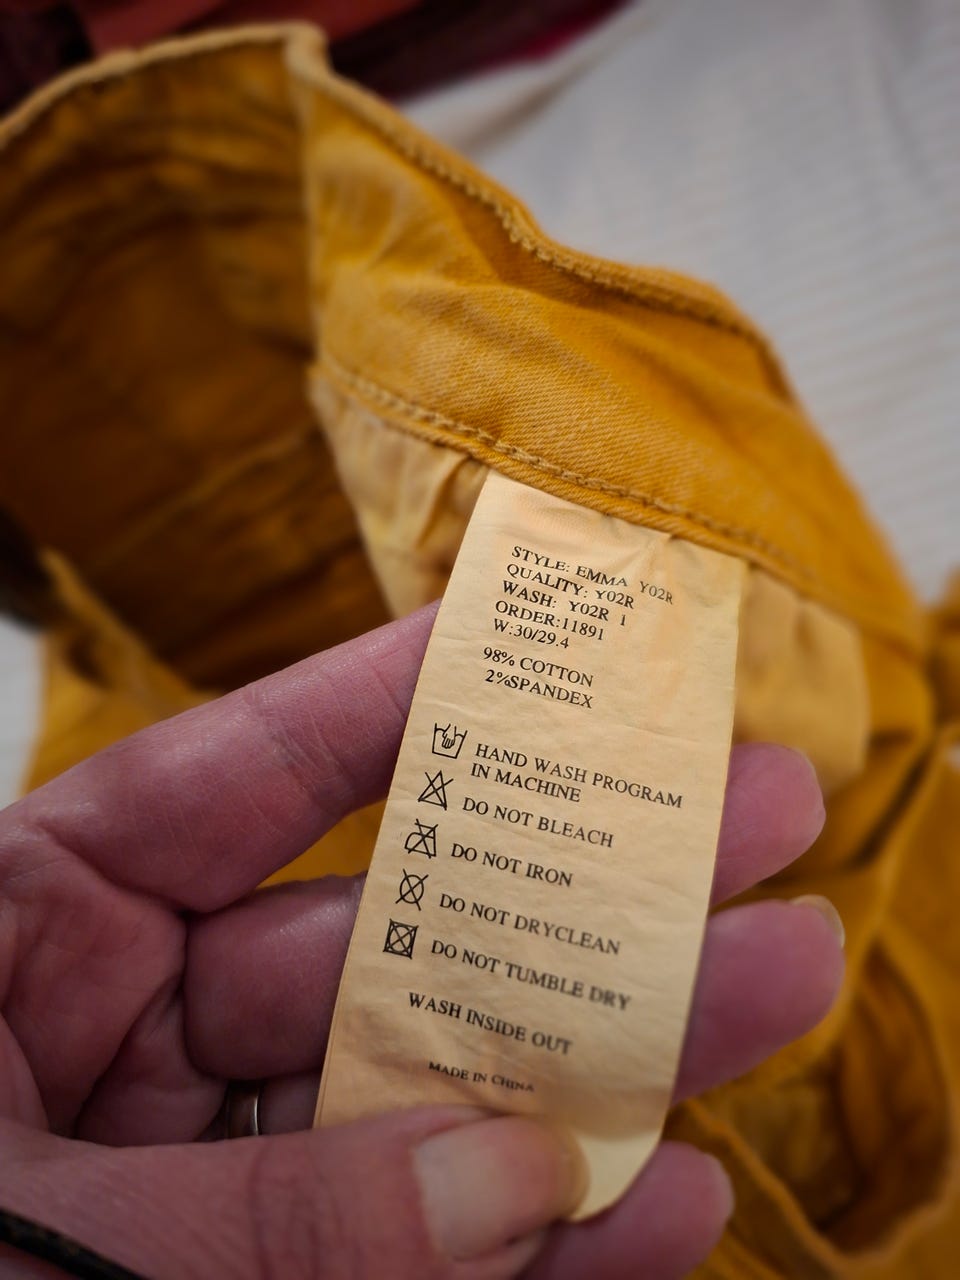 STYLE: EMMA Y02R
QUALITY: Y02R
WASH: Y02R 1
ORDER:11891
W:30/29.4
98% COTTON
2%SPANDEX
HAND WASH PROGRAM
IN MACHINE
DO NOT BLEACH
DO NOT IRON
DO NOT DRYCLEAN
DO NOT TUMBLE DRY
WASH INSIDE OUT
MADE IN CHINA